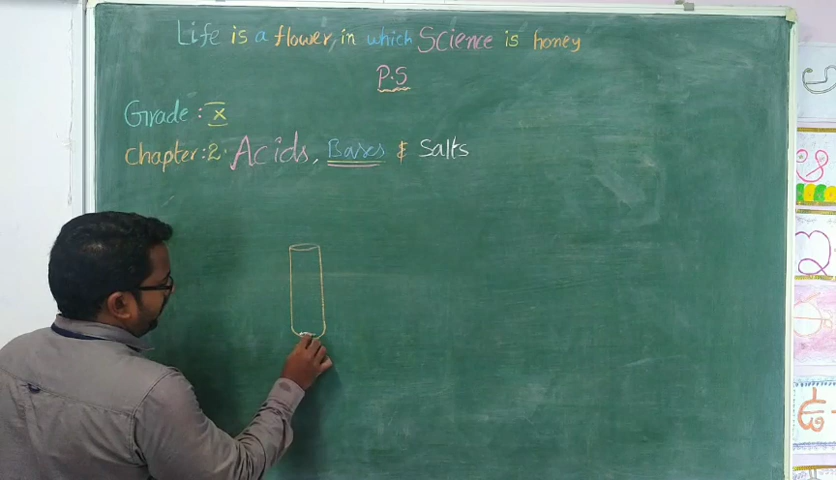 Life is a flower, in which Science is honey
P.S
Grade : X
Chapter:2. Acids, Bases & Salts